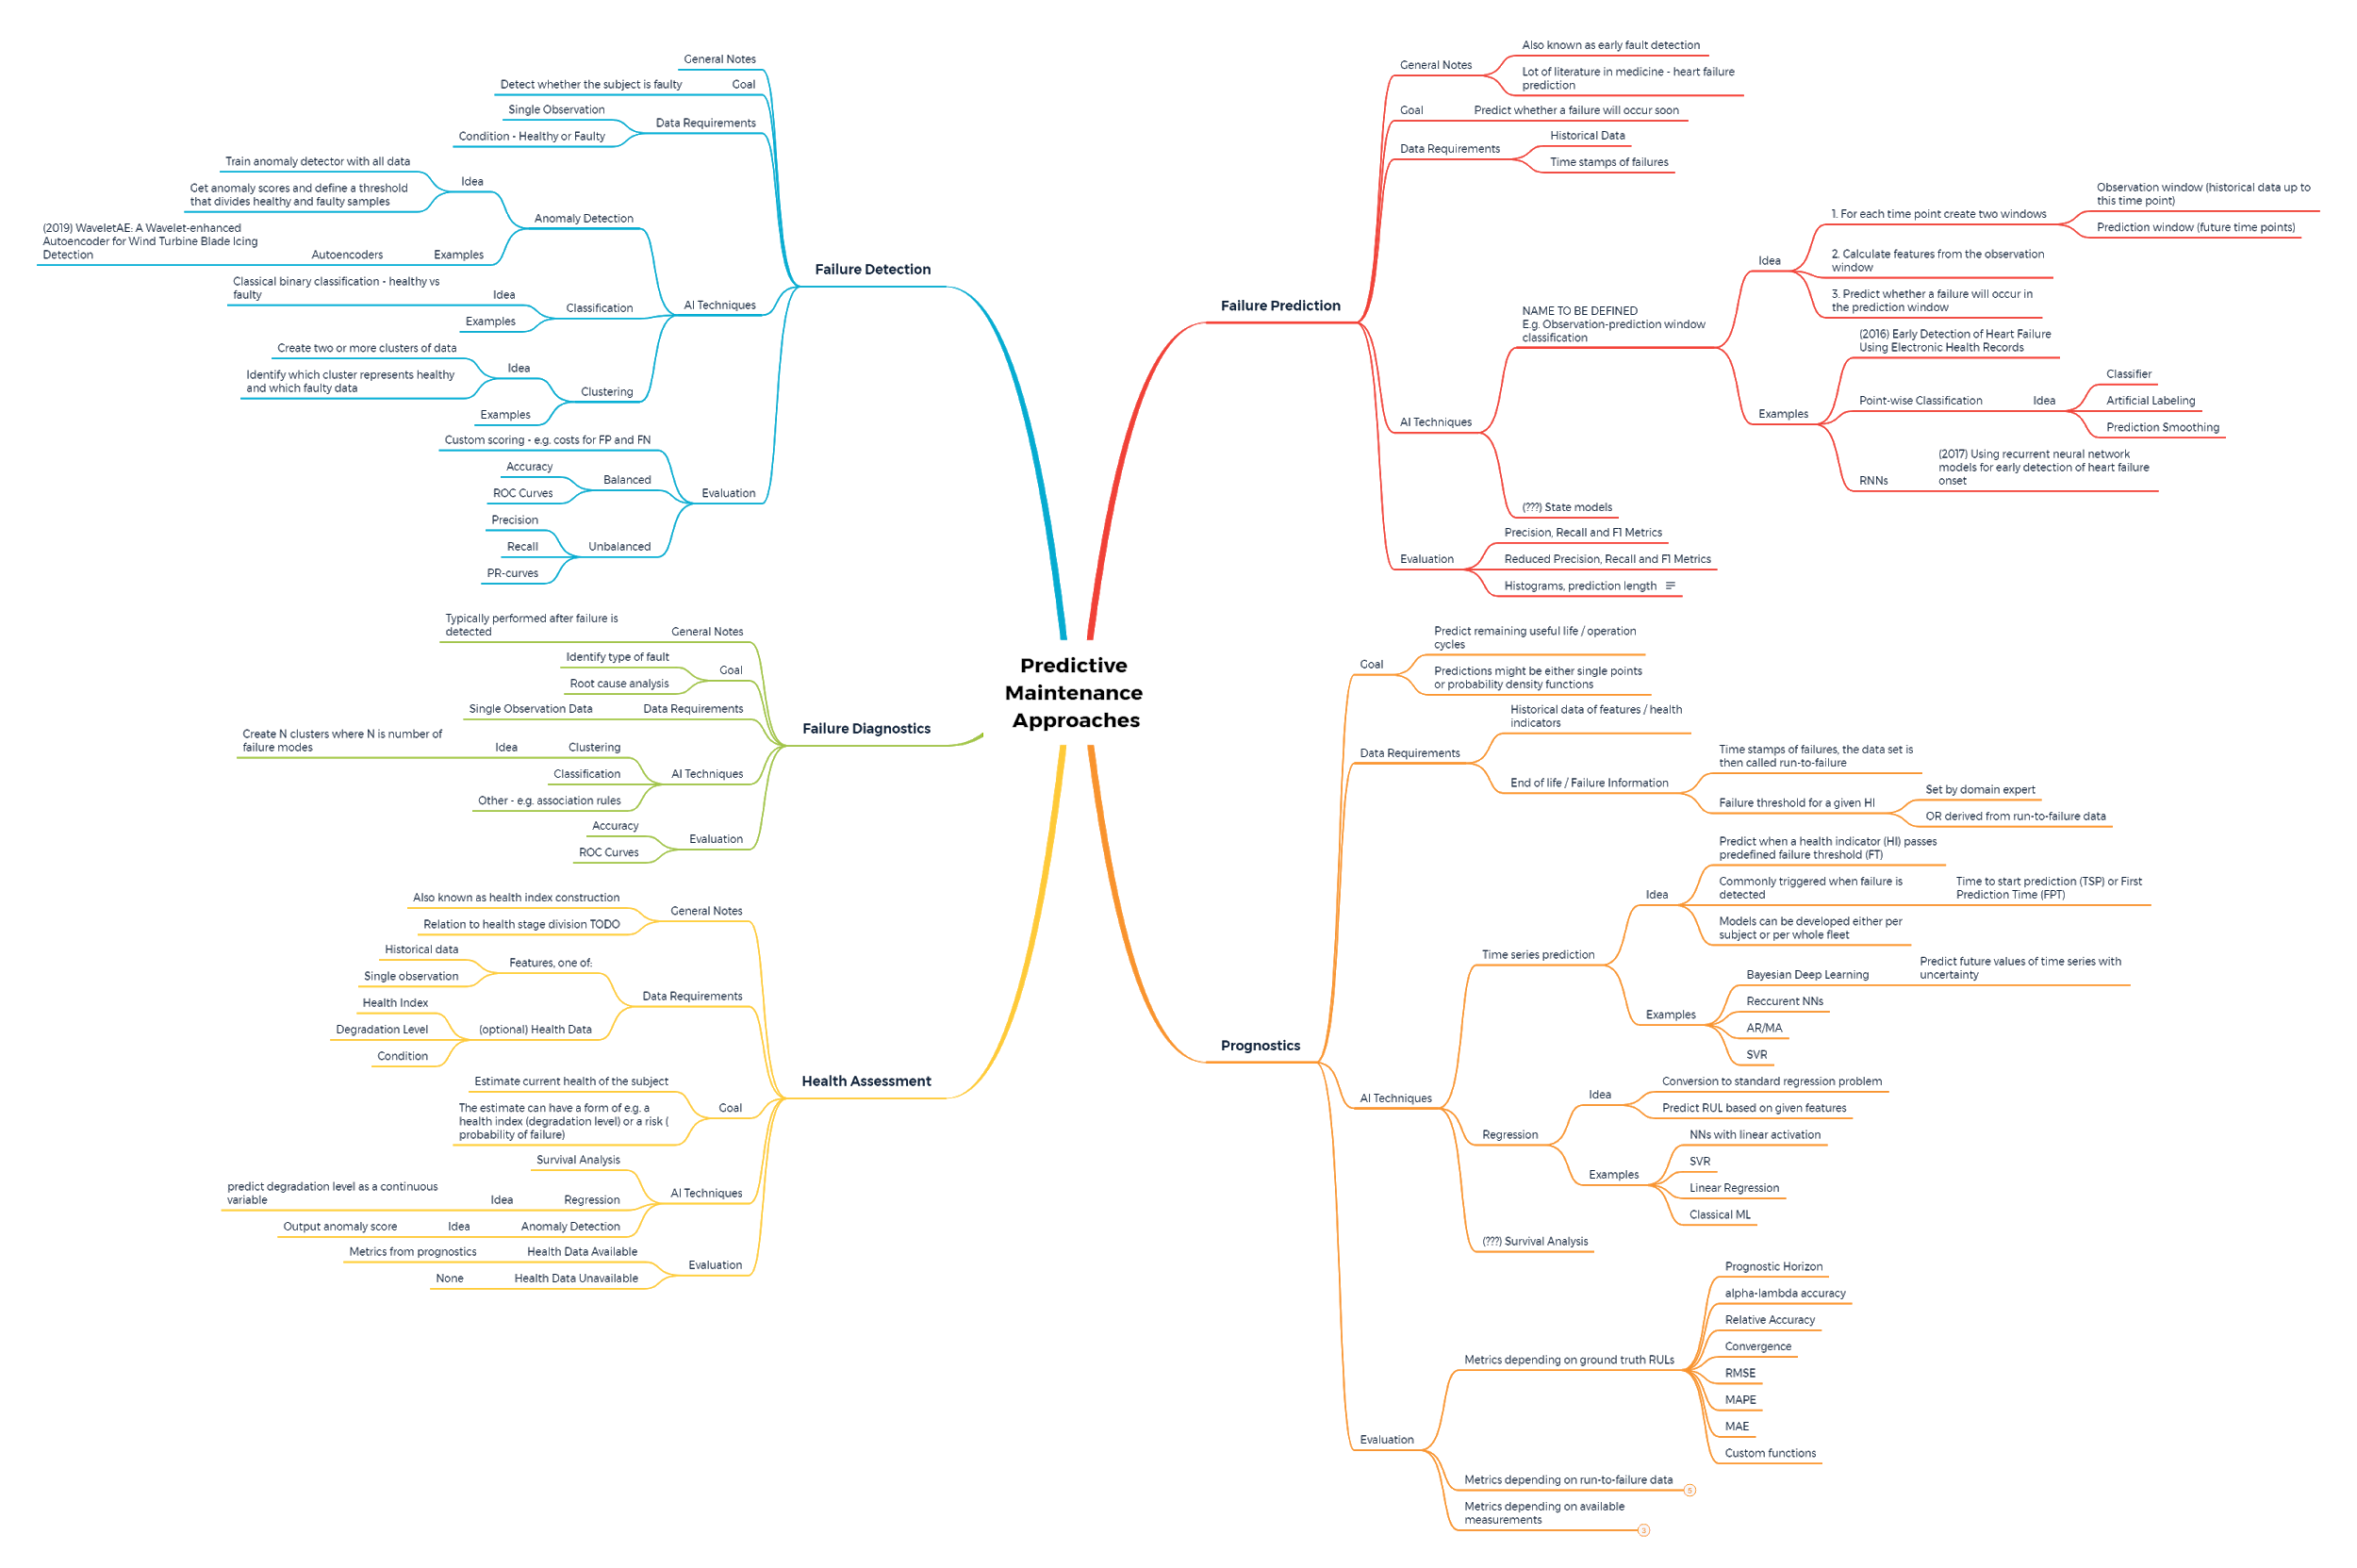 Predictive
Maintenance
Approaches
Failure Detection
General Notes
Goal
Detect whether the subject is faulty
Data Requirements
Single Observation
Condition - Healthy or Faulty
AI Techniques
Anomaly Detection
Idea
Train anomaly detector with all data
Get anomaly scores and define a threshold
that divides healthy and faulty samples
Examples
Autoencoders
(2019) WaveletAE: A Wavelet-enhanced
Autoencoder for Wind Turbine Blade Icing
Detection
Classification
Idea
Classical binary classification - healthy vs
faulty
Examples
Clustering
Idea
Create two or more clusters of data
Identify which cluster represents healthy
and which faulty data
Examples
Evaluation
Custom scoring - e.g. costs for FP and FN
Balanced
Accuracy
ROC Curves
Unbalanced
Precision
Recall
PR-curves
Failure Diagnostics
General Notes
Typically performed after failure is
detected
Goal
Identify type of fault
Root cause analysis
Data Requirements
Single Observation Data
AI Techniques
Clustering
Idea
Create N clusters where N is number of
failure modes
Classification
Other - e.g. association rules
Evaluation
Accuracy
ROC Curves
Health Assessment
General Notes
Also known as health index construction
Relation to health stage division TODO
Data Requirements
Features, one of:
Historical data
Single observation
(optional) Health Data
Health Index
Degradation Level
Condition
Goal
Estimate current health of the subject
The estimate can have a form of e.g. a
health index (degradation level) or a risk (
probability of failure)
AI Techniques
Survival Analysis
Regression
Idea
predict degradation level as a continuous
variable
Anomaly Detection
Idea
Output anomaly score
Evaluation
Health Data Available
Metrics from prognostics
Health Data Unavailable
None
Failure Prediction
General Notes
Also known as early fault detection
Lot of literature in medicine - heart failure
prediction
Goal
Predict whether a failure will occur soon
Data Requirements
Historical Data
Time stamps of failures
AI Techniques
NAME TO BE DEFINED
E.g. Observation-prediction window
classification
Idea
1. For each time point create two windows
Observation window (historical data up to
this time point)
Prediction window (future time points)
2. Calculate features from the observation
window
3. Predict whether a failure will occur in
the prediction window
Examples
(2016) Early Detection of Heart Failure
Using Electronic Health Records
Point-wise Classification
Idea
Classifier
Artificial Labeling
Prediction Smoothing
RNNs
(2017) Using recurrent neural network
models for early detection of heart failure
onset
(???) State models
Evaluation
Precision, Recall and F1 Metrics
Reduced Precision, Recall and F1 Metrics
Histograms, prediction length
Prognostics
Goal
Predict remaining useful life / operation
cycles
Predictions might be either single points
or probability density functions
Data Requirements
Historical data of features / health
indicators
End of life / Failure Information
Time stamps of failures, the data set is
then called run-to-failure
Failure threshold for a given HI
Set by domain expert
OR derived from run-to-failure data
AI Techniques
Time series prediction
Idea
Predict when a health indicator (HI) passes
predefined failure threshold (FT)
Commonly triggered when failure is
detected
Time to start prediction (TSP) or First
Prediction Time (FPT)
Models can be developed either per
subject or per whole fleet
Examples
Bayesian Deep Learning
Predict future values of time series with
uncertainty
Reccurent NNs
AR/MA
SVR
Regression
Idea
Conversion to standard regression problem
Predict RUL based on given features
Examples
NNs with linear activation
SVR
Linear Regression
Classical ML
(???) Survival Analysis
Evaluation
Metrics depending on ground truth RULs
Prognostic Horizon
alpha-lambda accuracy
Relative Accuracy
Convergence
RMSE
MAPE
MAE
Custom functions
Metrics depending on run-to-failure data
5
Metrics depending on available
measurements
3